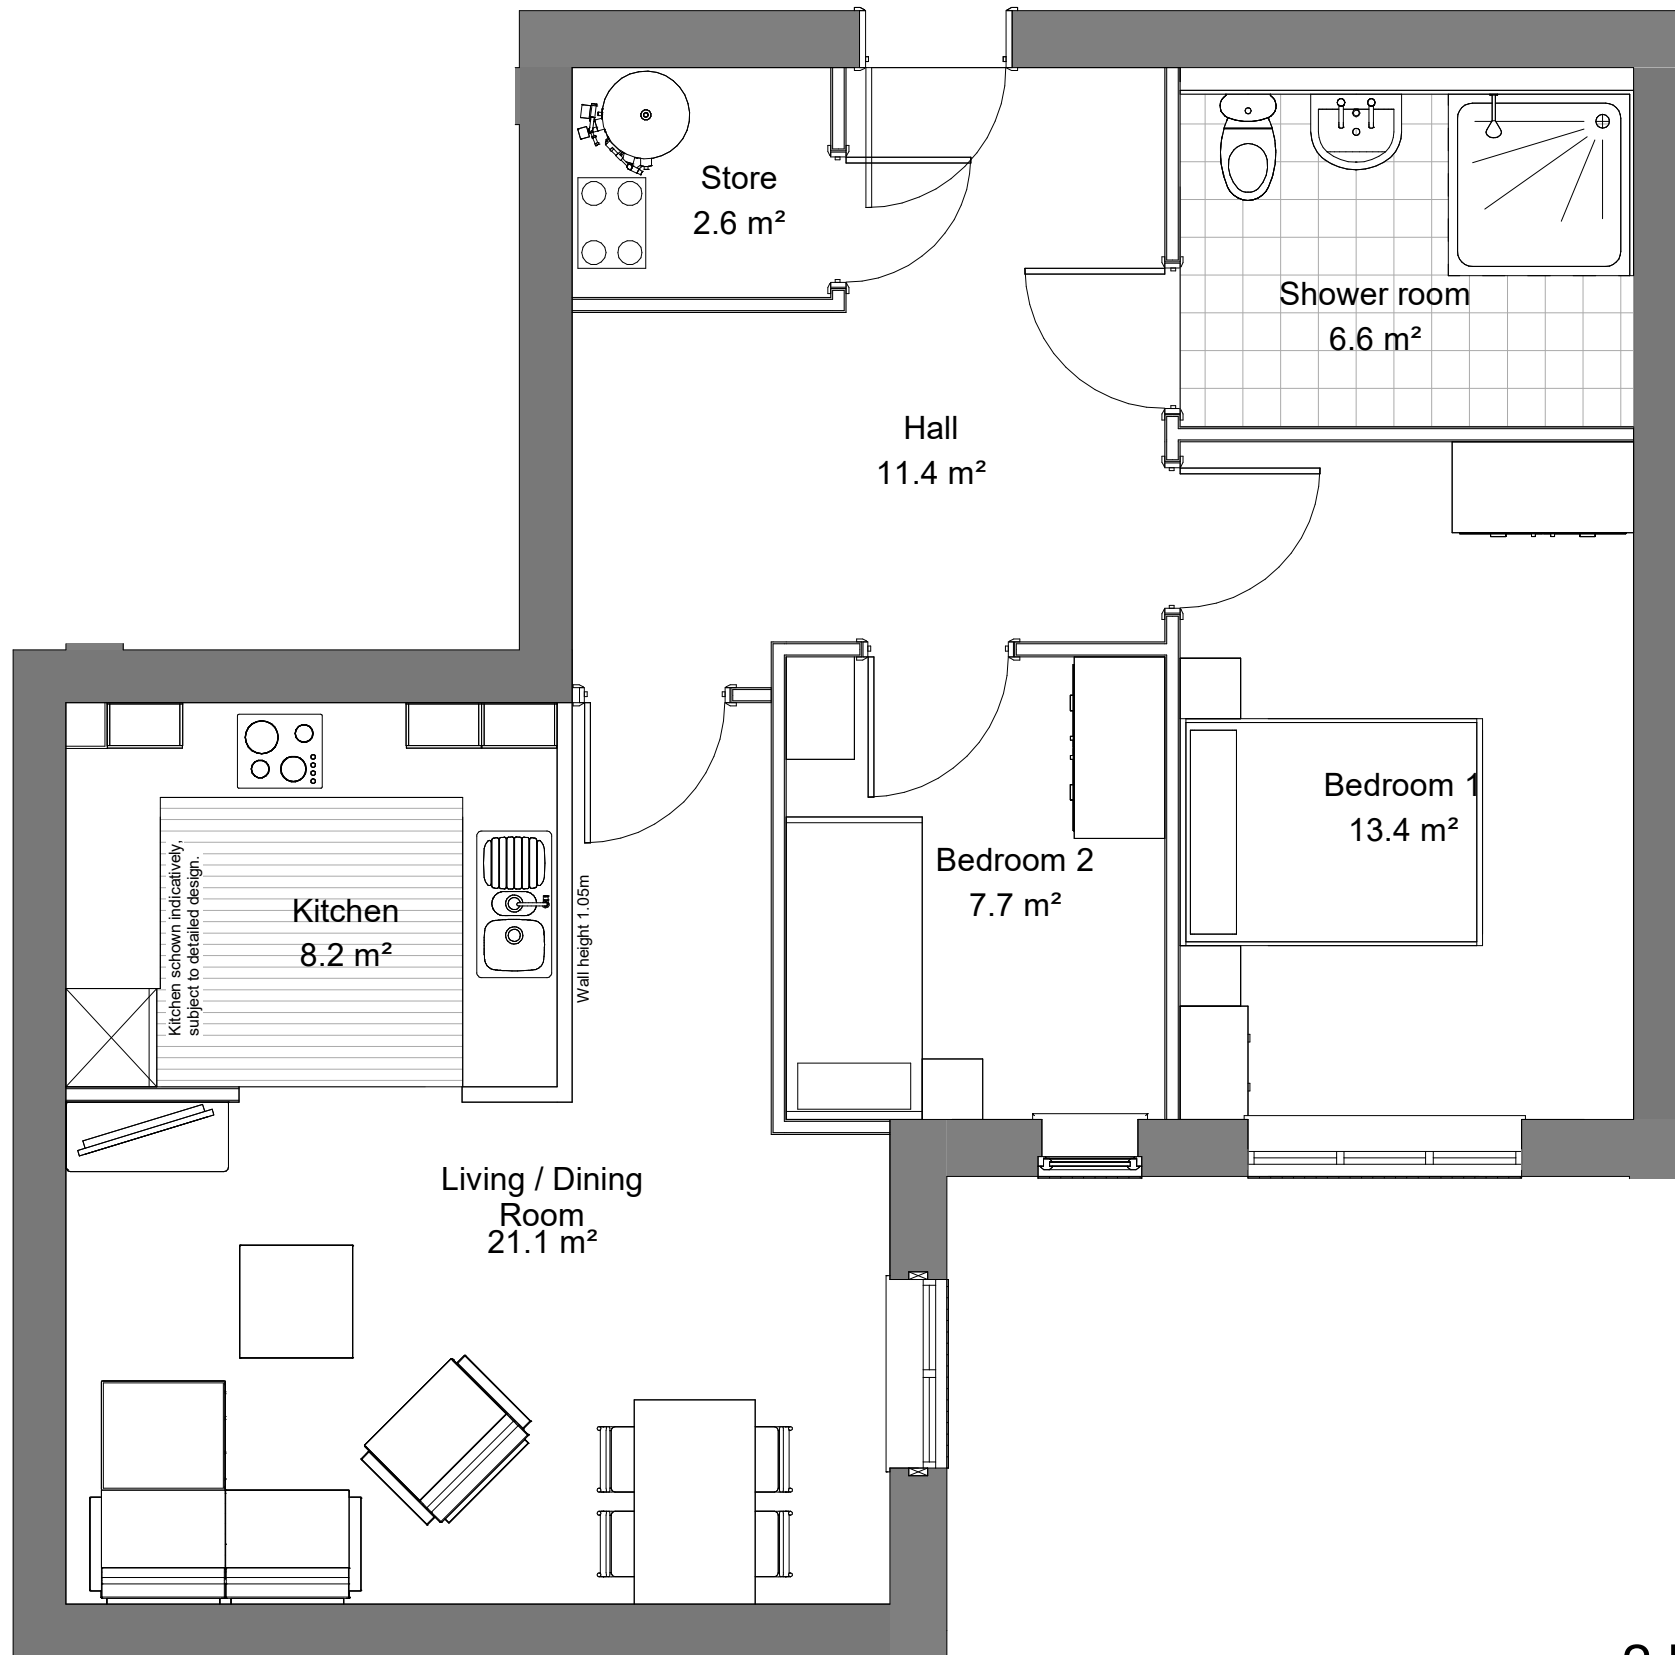 Store
2.6 m²
Shower room
6.6 m²
Hall
11.4 m²
Bedroom 1
13.4 m²
Bedroom 2
7.7 m²
Kitchen
8.2 m²
Kitchen schown indicatively,
subject to detailed design.
Wall height 1.05m
Living / Dining
Room
21.1 m²